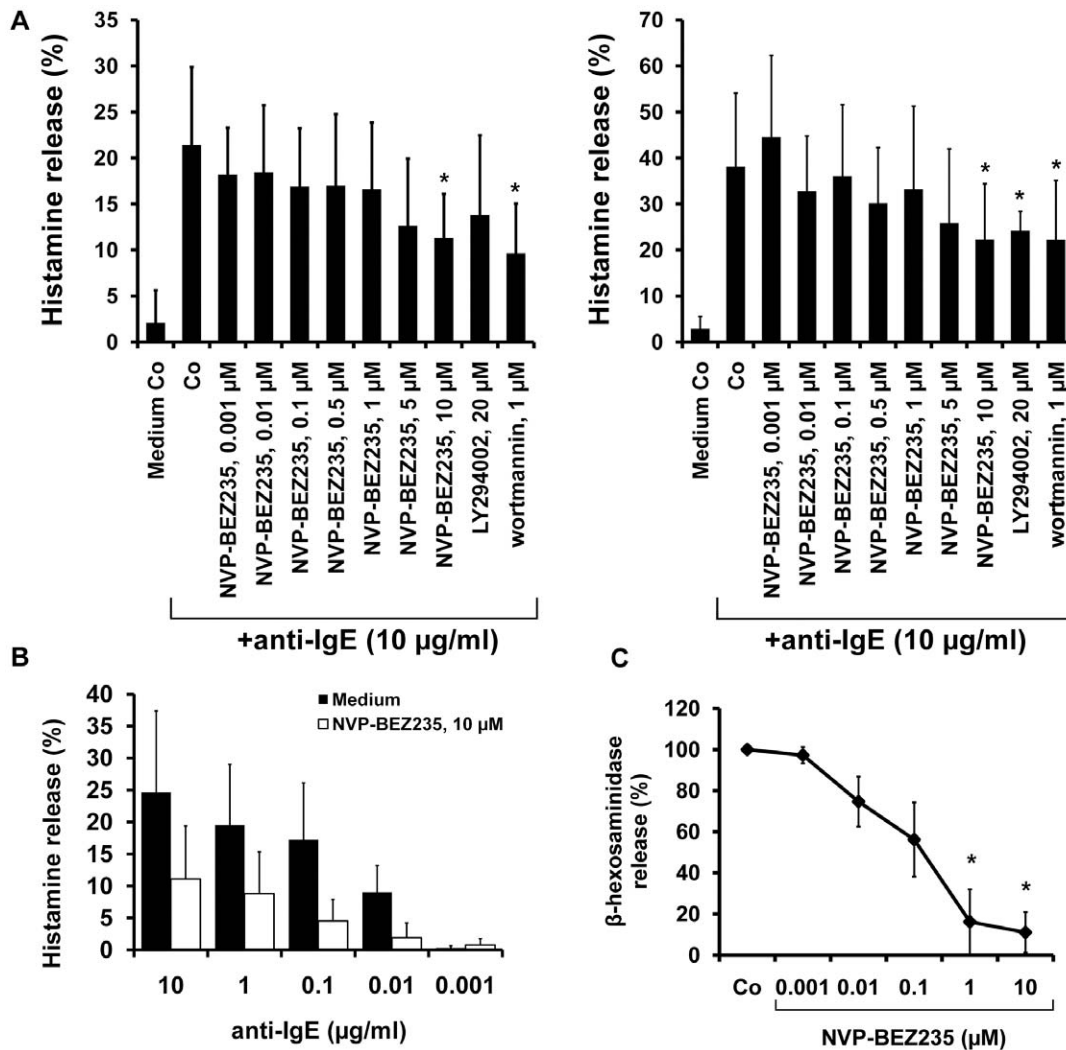 A
Histamine release (%)
35
30
25
20
15
10
5
0
*
*
Medium Co
Co
NVP-BEZ235, 0.001 µM
NVP-BEZ235, 0.01 µM
NVP-BEZ235, 0.1 µM
NVP-BEZ235, 0.5 µM
NVP-BEZ235, 1 µM
NVP-BEZ235, 5 µM
NVP-BEZ235, 10 µM
LY294002, 20 µM
wortmannin, 1 µM
+anti-IgE (10 µg/ml)
Histamine release (%)
70
60
50
40
30
20
10
0
*
*
*
Medium Co
Co
NVP-BEZ235, 0.001 µM
NVP-BEZ235, 0.01 µM
NVP-BEZ235, 0.1 µM
NVP-BEZ235, 0.5 µM
NVP-BEZ235, 1 µM
NVP-BEZ235, 5 µM
NVP-BEZ235, 10 µM
LY294002, 20 µM
wortmannin, 1 µM
+anti-IgE (10 µg/ml)
B
Histamine release (%)
40
35
30
25
20
15
10
5
0
Medium
NVP-BEZ235, 10 µM
10 1 0.1 0.01 0.001
anti-IgE (µg/ml)
C
β-hexosaminidase
release (%)
120
100
80
60
40
20
0
*
*
Co 0.001 0.01 0.1 1 10
NVP-BEZ235 (µM)